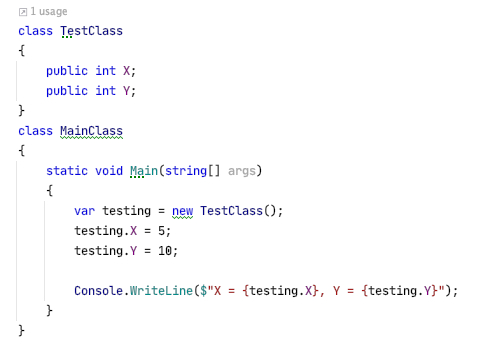 1 usage
class TestClass
{
    public int X;
    public int Y;
}
class MainClass
{
    static void Main(string[] args)
    {
        var testing = new TestClass();
        testing.X = 5;
        testing.Y = 10;

        Console.WriteLine($"X = {testing.X}, Y = {testing.Y}");
    }
}